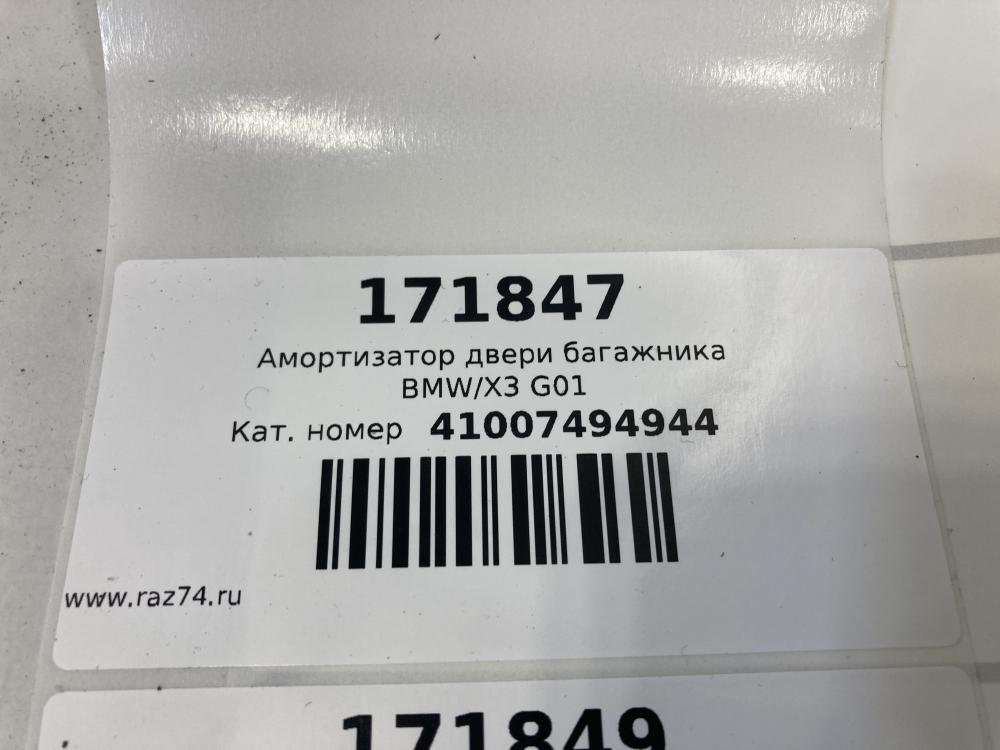 171847
Амортизатор двери багажника
BMW/X3 G01
Кат. номер 41007494944
www.raz74.ru
171849